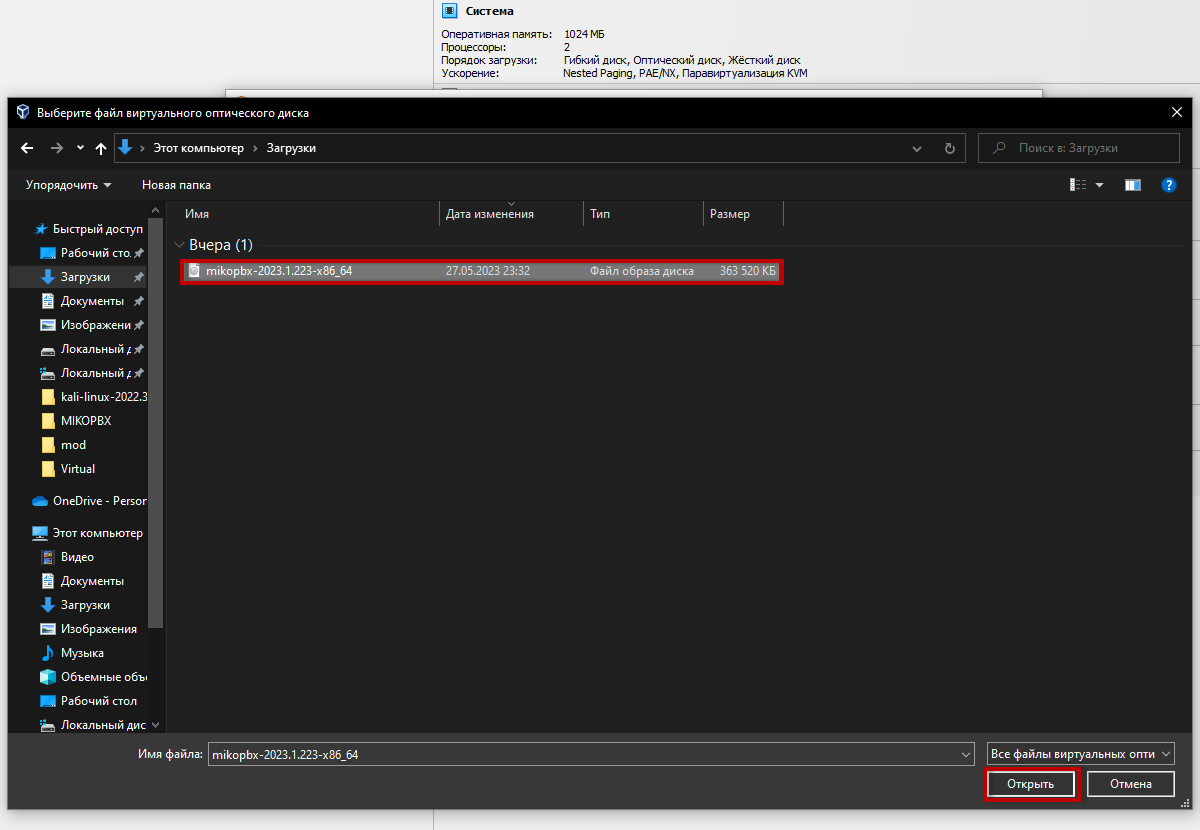 Система
Оперативная память: 1024 МБ
Процессоры: 2
Порядок загрузки: Гибкий диск, Оптический диск, Жёсткий диск
Ускорение: Nested Paging, PAE/NX, Паравиртуализация KVM
Выберите файл виртуального оптического диска
Этот компьютер › Загрузки
Поиск в: Загрузки
Упорядочить Новая папка
Имя Дата изменения Тип Размер
Вчера (1)
mikopbx-2023.1.223-x86_64 27.05.2023 23:32 Файл образа диска 363 520 КБ
Быстрый доступ
Рабочий сто.
Загрузки
Документы
Изображени
Локальный д
Локальный д
kali-linux-2022.3
MIKOPBX
mod
Virtual
OneDrive - Person
Этот компьютер
Видео
Документы
Загрузки
Изображения
Музыка
Объемные объ
Рабочий стол
Локальный дис
Имя файла: mikopbx-2023.1.223-x86_64
Все файлы виртуальных опти
Открыть Отмена